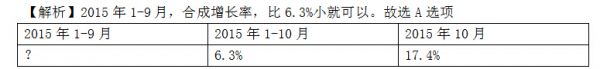 【解析】2015 年 1-9 月，合成增长率，比 6.3%小就可以。故选 A 选项
2015 年 1-9 月 2015 年 1-10 月 2015 年 10 月
？ 6.3% 17.4%